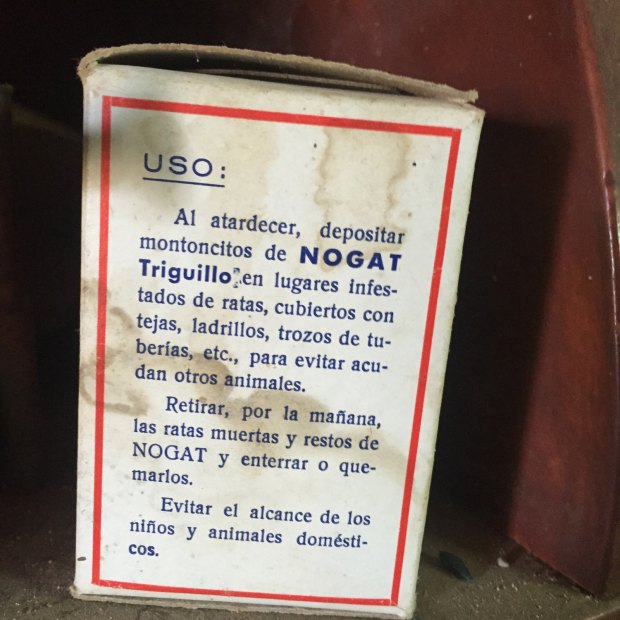 USO:
Al atardecer, depositar
montoncitos de NOGAT
Triguillo en lugares infes-
tados de ratas, cubiertos con
tejas, ladrillos, trozos de tu-
berías, etc., para evitar acu-
dan otros animales.
Retirar, por la mañana,
las ratas muertas y restos de
NOGAT y enterrar o que-
marlos.
Evitar el alcance de los
niños y animales domésti-
cos.